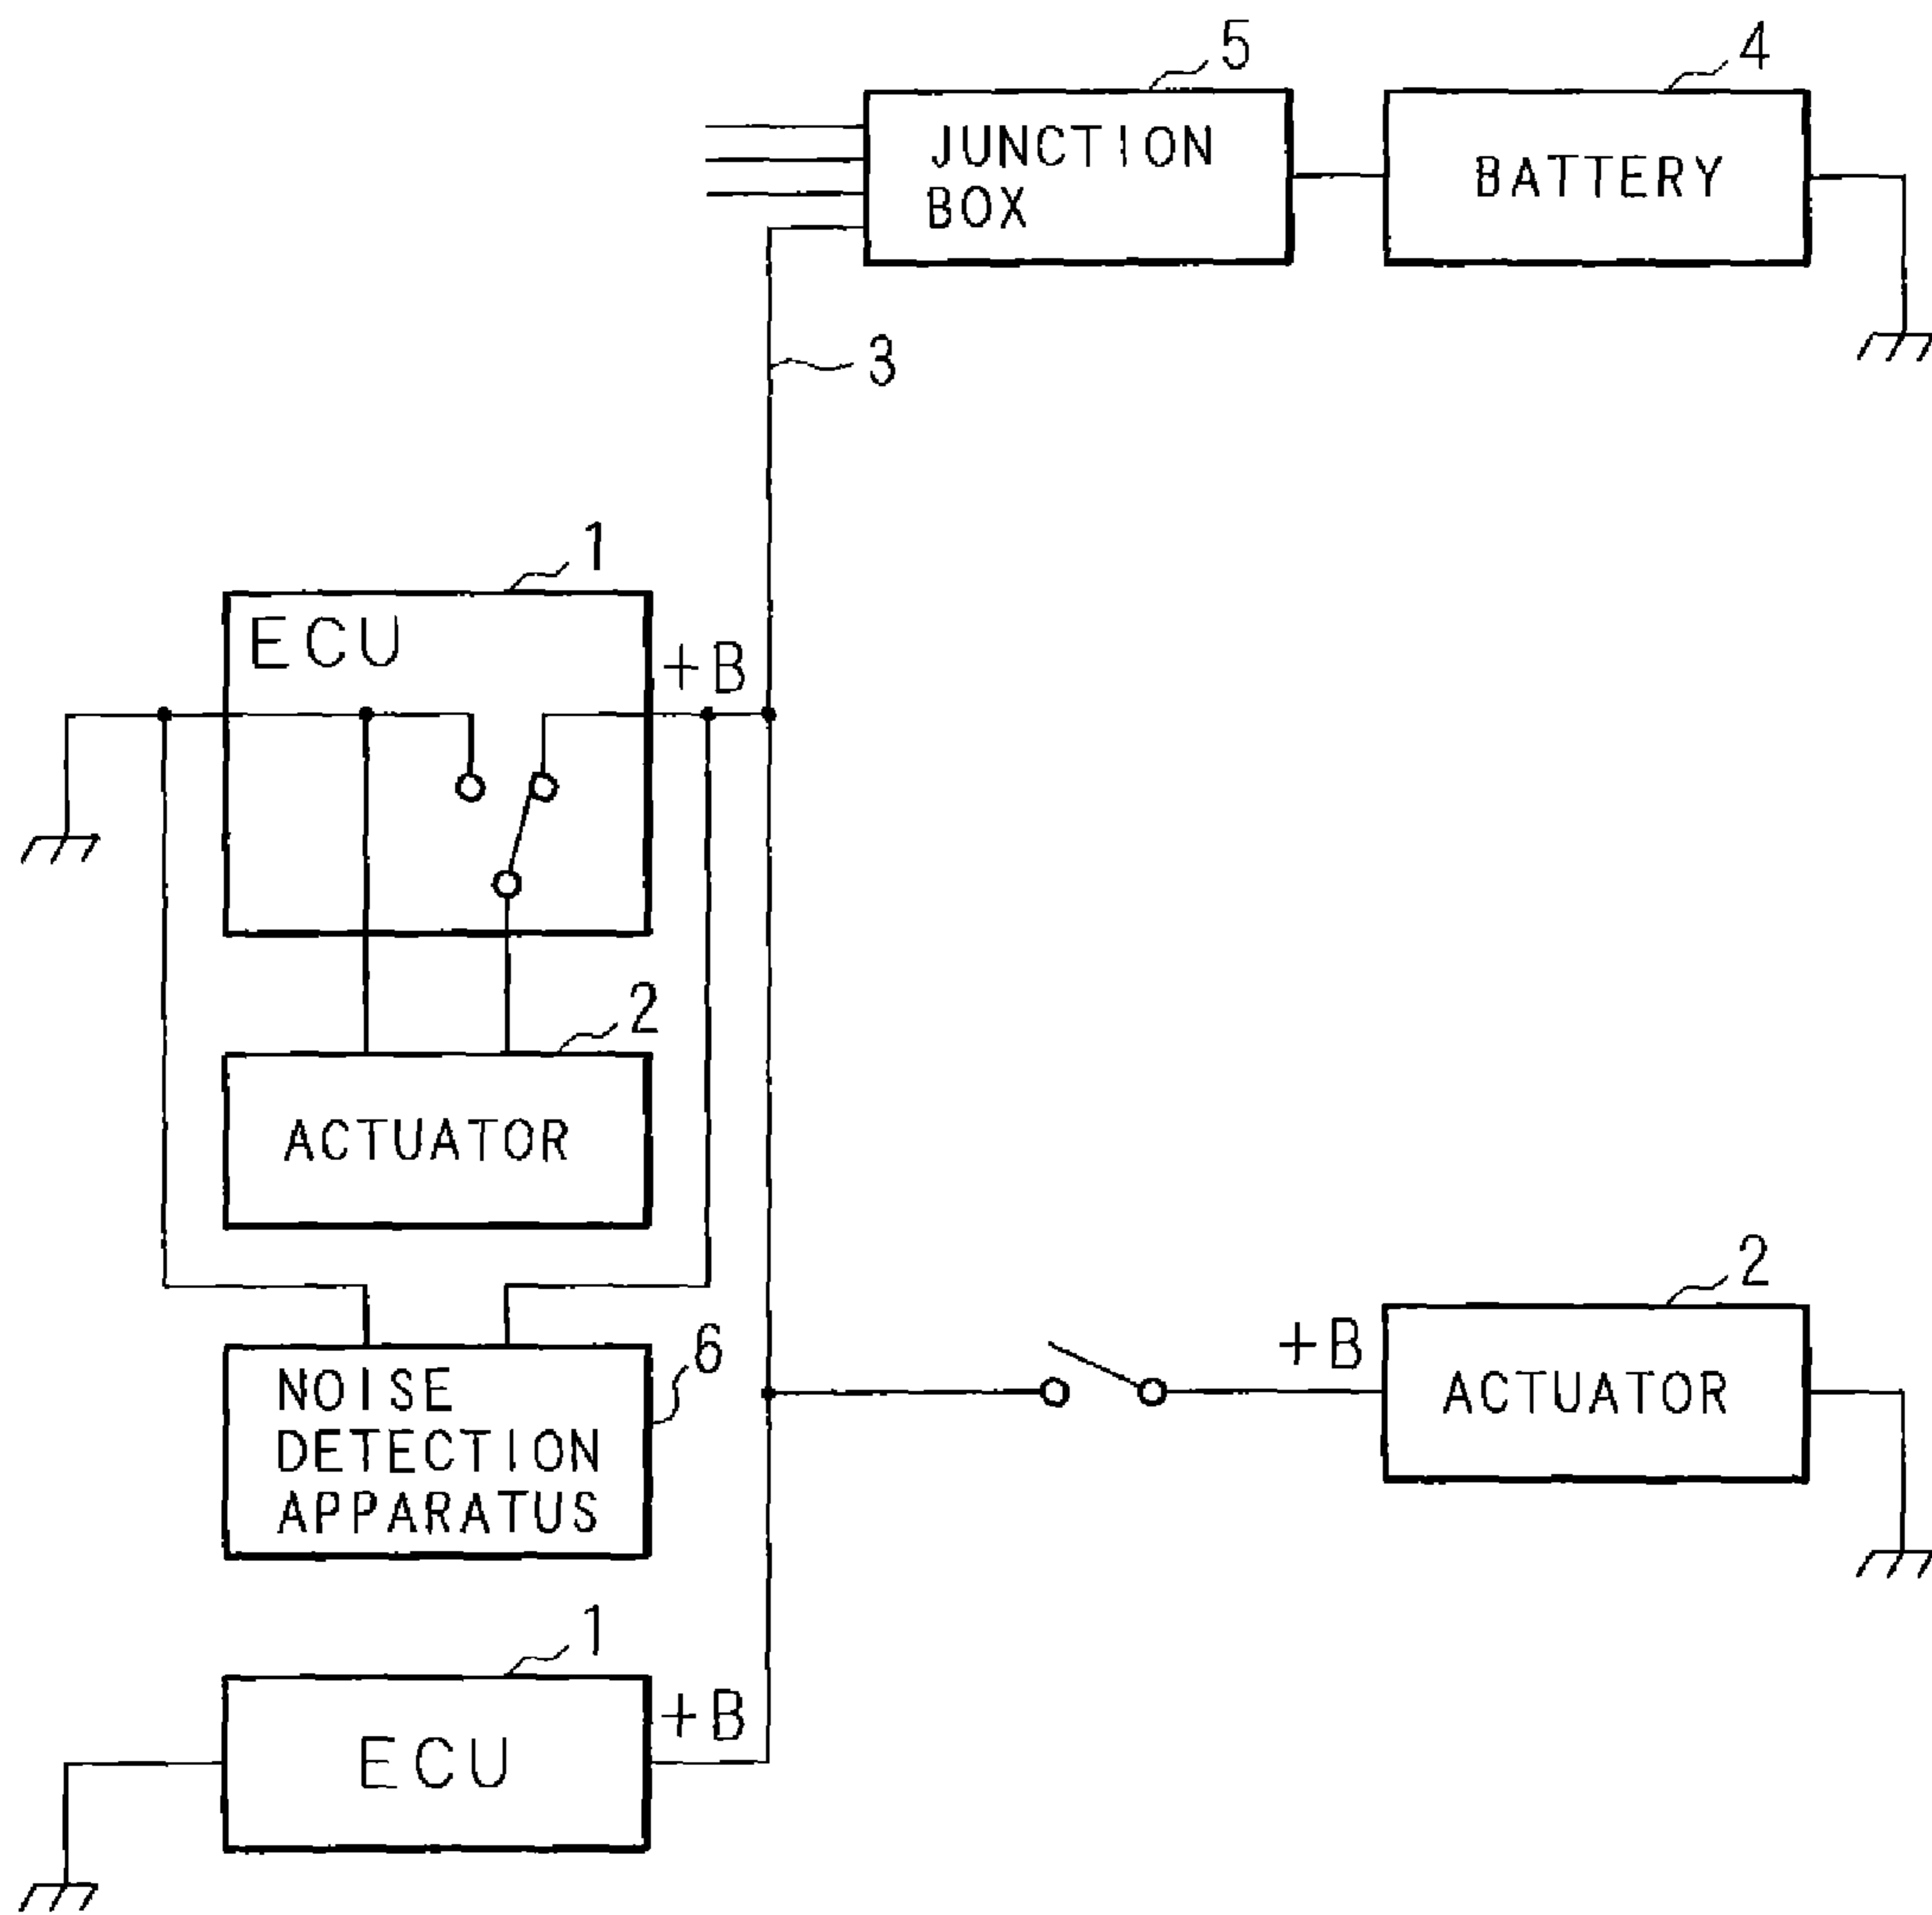 5
4
JUNCTION
BOX
BATTERY
3
1
ECU
+B
2
ACTUATOR
2
6
+B
NOISE
DETECTION
APPARATUS
ACTUATOR
1
+B
ECU